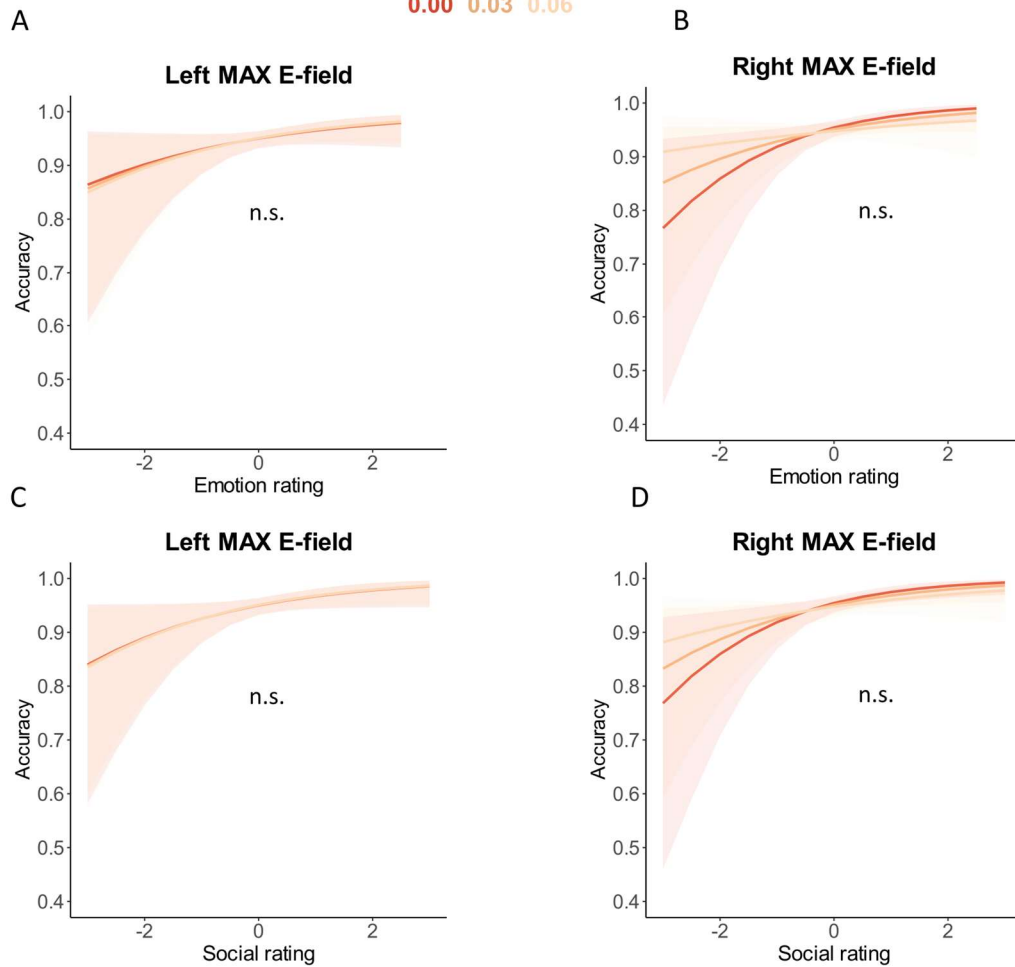 0.00 0.03 0.06
A
Left MAX E-field
1.0
0.9
0.8
0.7
0.6
0.5
0.4
Accuracy
n.s.
-2 0 2
Emotion rating
B
Right MAX E-field
1.0
0.9
0.8
0.7
0.6
0.5
0.4
Accuracy
n.s.
-2 0 2
Emotion rating
C
Left MAX E-field
1.0
0.9
0.8
0.7
0.6
0.5
0.4
Accuracy
n.s.
-2 0 2
Social rating
D
Right MAX E-field
1.0
0.9
0.8
0.7
0.6
0.5
0.4
Accuracy
n.s.
-2 0 2
Social rating